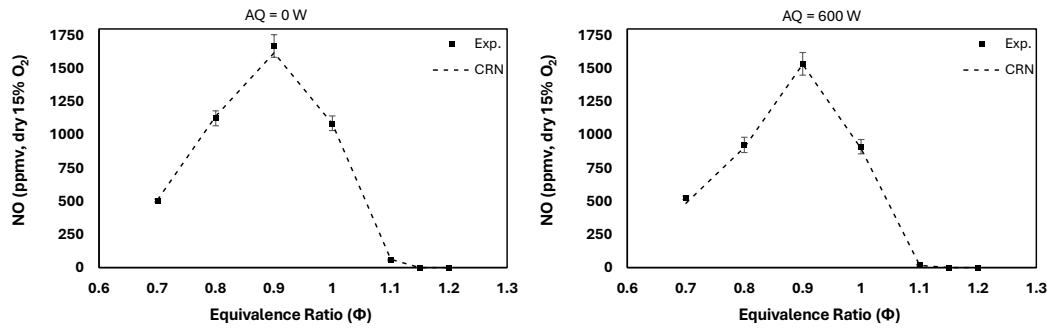 AQ = 0 W
NO (ppmv, dry 15% O₂)
1750
1500
1250
1000
750
500
250
0
Exp.
CRN
0.6 0.7 0.8 0.9 1 1.1 1.2 1.3
Equivalence Ratio (Φ)
AQ = 600 W
NO (ppmv, dry 15% O₂)
1750
1500
1250
1000
750
500
250
0
Exp.
CRN
0.6 0.7 0.8 0.9 1 1.1 1.2 1.3
Equivalence Ratio (Φ)